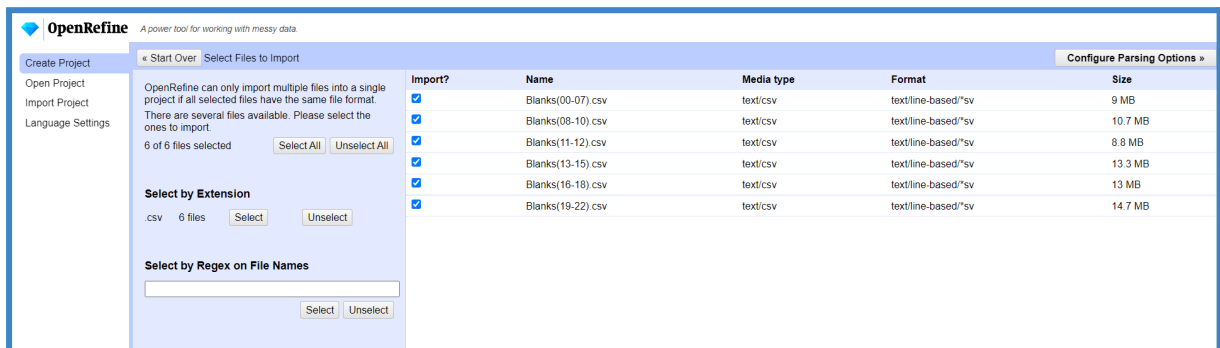 OpenRefine A power tool for working with messy data.
Create Project
Open Project
Import Project
Language Settings
« Start Over Select Files to Import
Configure Parsing Options »
OpenRefine can only import multiple files into a single
project if all selected files have the same file format.
There are several files available. Please select the
ones to import.
6 of 6 files selected Select All Unselect All
Select by Extension
.csv 6 files Select Unselect
Select by Regex on File Names
Select Unselect
Import? Name Media type Format Size
Blanks(00-07).csv text/csv text/line-based/*sv 9 MB
Blanks(08-10).csv text/csv text/line-based/*sv 10.7 MB
Blanks(11-12).csv text/csv text/line-based/*sv 8.8 MB
Blanks(13-15).csv text/csv text/line-based/*sv 13.3 MB
Blanks(16-18).csv text/csv text/line-based/*sv 13 MB
Blanks(19-22).csv text/csv text/line-based/*sv 14.7 MB